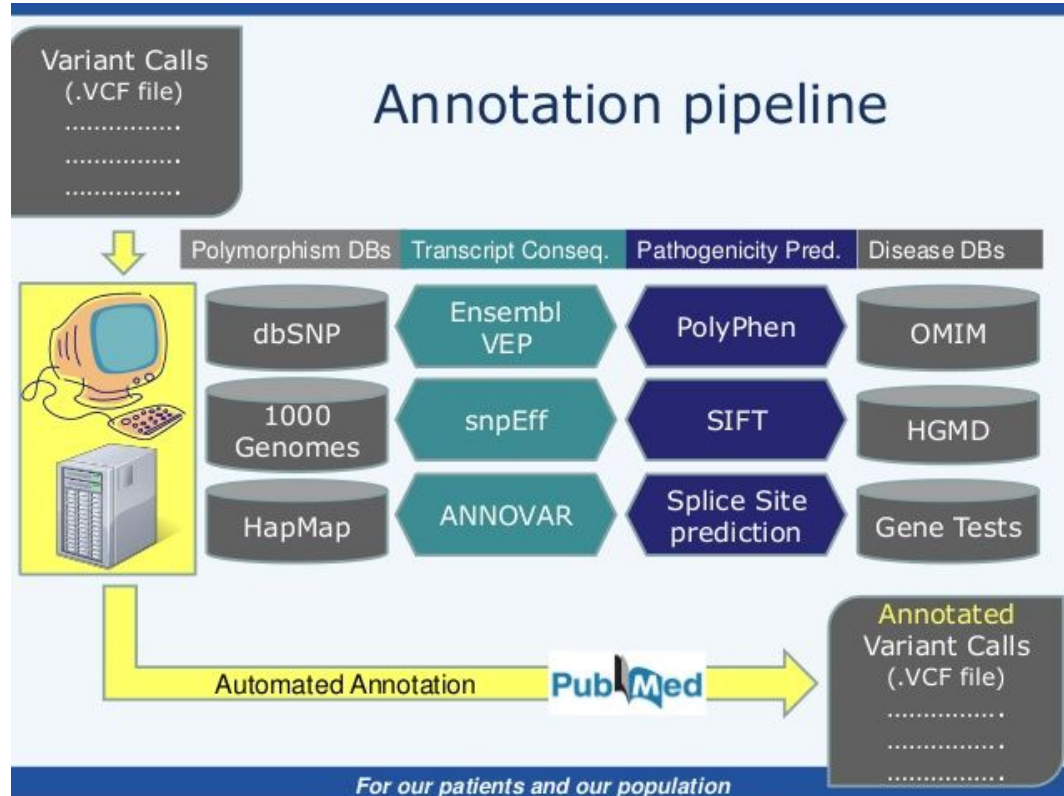 Variant Calls
(.VCF file)
................
................
................
Annotation pipeline
Polymorphism DBs
Transcript Conseq.
Pathogenicity Pred.
Disease DBs
dbSNP
Ensembl
VEP
PolyPhen
OMIM
1000
Genomes
snpEff
SIFT
HGMD
HapMap
ANNOVAR
Splice Site
prediction
Gene Tests
Automated Annotation
PubMed
Annotated
Variant Calls
(.VCF file)
................
................
................
For our patients and our population